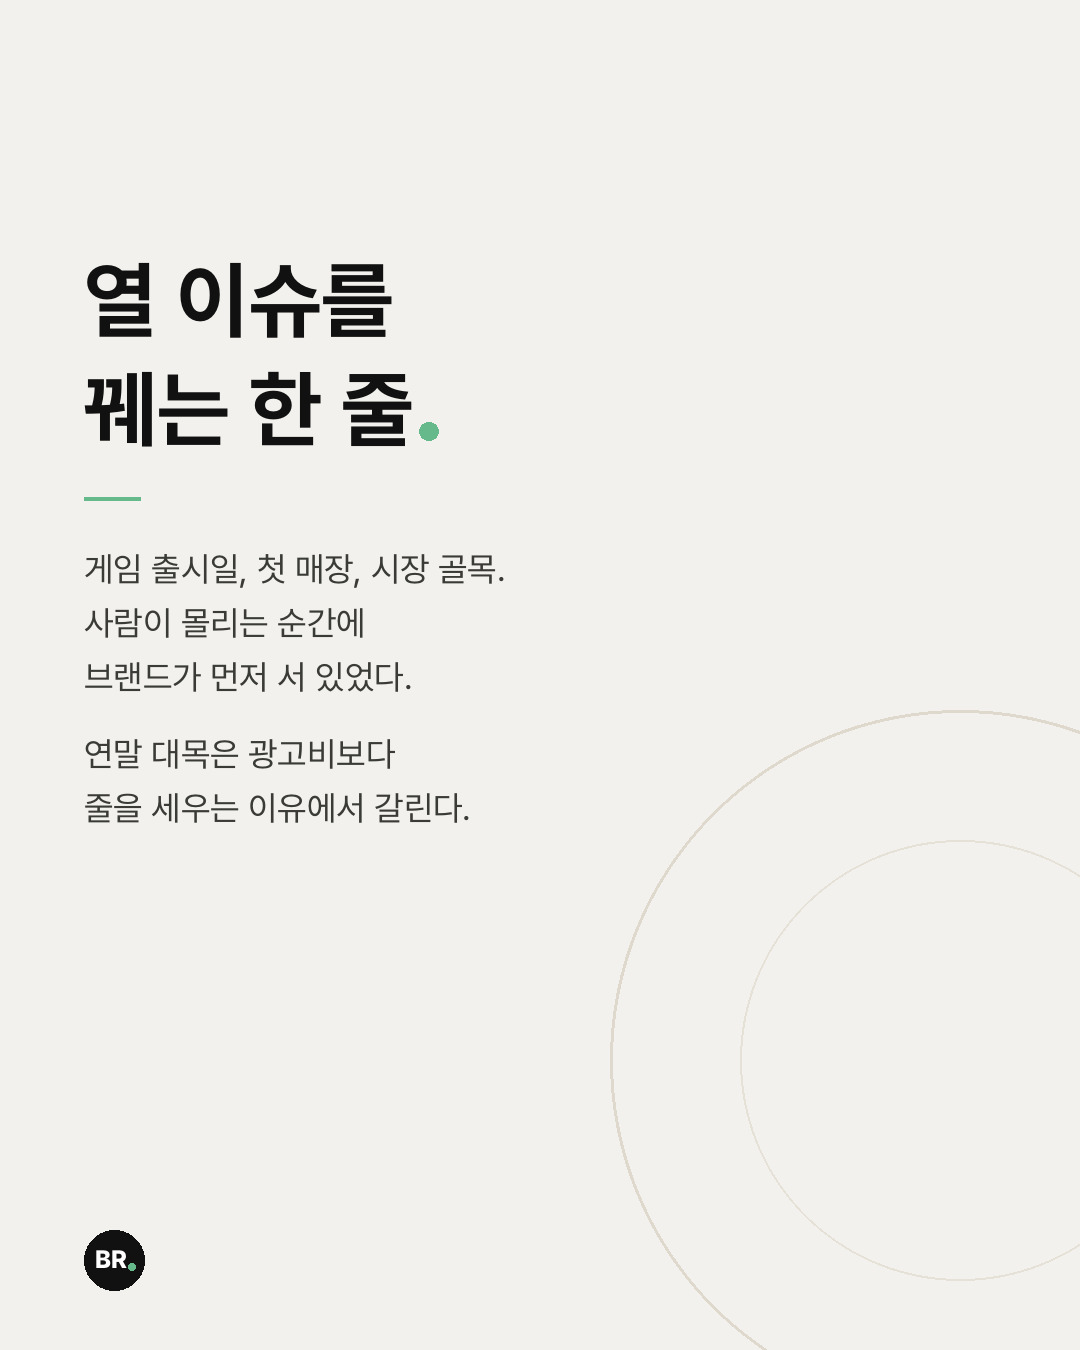 열 이슈를
꿰는 한 줄.
게임 출시일, 첫 매장, 시장 골목.
사람이 몰리는 순간에
브랜드가 먼저 서 있었다.
연말 대목은 광고비보다
줄을 세우는 이유에서 갈린다.
BR.